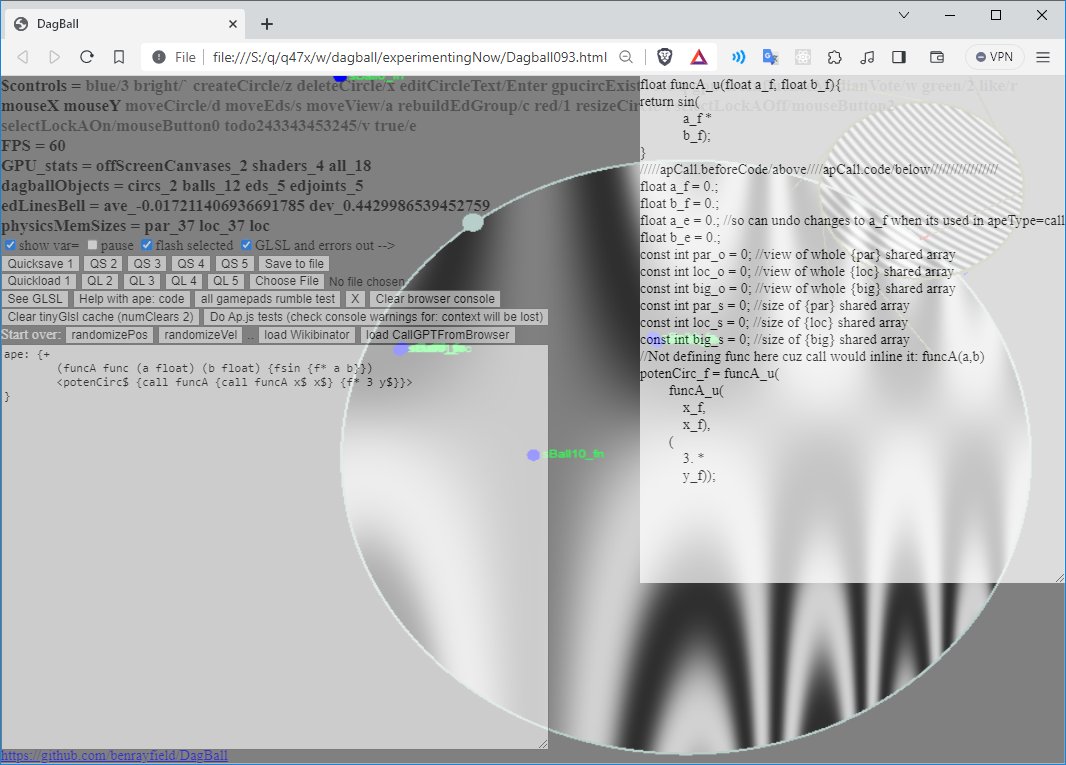 DagBall
File
file:///S:/q/q47x/w/dagball/experimentingNow/Dagball093.html
VPN
$controls = blue/3 bright/` createCircle/z deleteCircle/x editCircleText/Enter gpucircExist
mouseX mouseY moveCircle/d moveEds/s moveView/a rebuildEdGroup/c red/1
selectLockAOn/mouseButton0 todo243343453245/v true/e
FPS = 60
GPU_stats = offScreenCanvases_2 shaders_4 all_18
dagballObjects = circs_2 balls_12 eds_5 edjoints_5
edLinesBell = ave_-0.017211406936691785 dev_0.4429986539452759
physicsMemSizes = par_37 loc_37 loc
show var= pause flash selected GLSL and errors out -->
Quicksave 1 QS 2 QS 3 QS 4 QS 5 Save to file
Quickload 1 QL 2 QL 3 QL 4 QL 5 Choose File No file chosen
See GLSL Help with ape: code all gamepads rumble test X Clear browser console
Clear tinyGlsl cache (numClears 2) Do Ap.js tests (check console warnings for: context will be lost)
Start over: randomizePos randomizeVel .. load Wikibinator load CallGPTFromBrowser
ape: {+
(funcA func (a float) (b float) {fsin {f* a b}})
<potenCirc$ {call funcA {call funcA x$ x$} {f* 3 y$}}>
}
sBall10_fn
https://github.com/benrayfield/DagBall
float funcA_u(float a_f, float b_f){
return sin(
a_f *
b_f);
}
/////apCall.beforeCode/above////apCall.code/below/////////////////
float a_f = 0.;
float b_f = 0.;
float a_e = 0.; //so can undo changes to a_f when its used in apeType=call
float b_e = 0.;
const int par_o = 0; //view of whole {par} shared array
const int loc_o = 0; //view of whole {loc} shared array
const int big_o = 0; //view of whole {big} shared array
const int par_s = 0; //size of {par} shared array
const int loc_s = 0; //size of {loc} shared array
const int big_s = 0; //size of {big} shared array
//Not defining func here cuz call would inline it: funcA(a,b)
potenCirc_f = funcA_u(
funcA_u(
x_f,
x_f),
(
3. *
y_f));